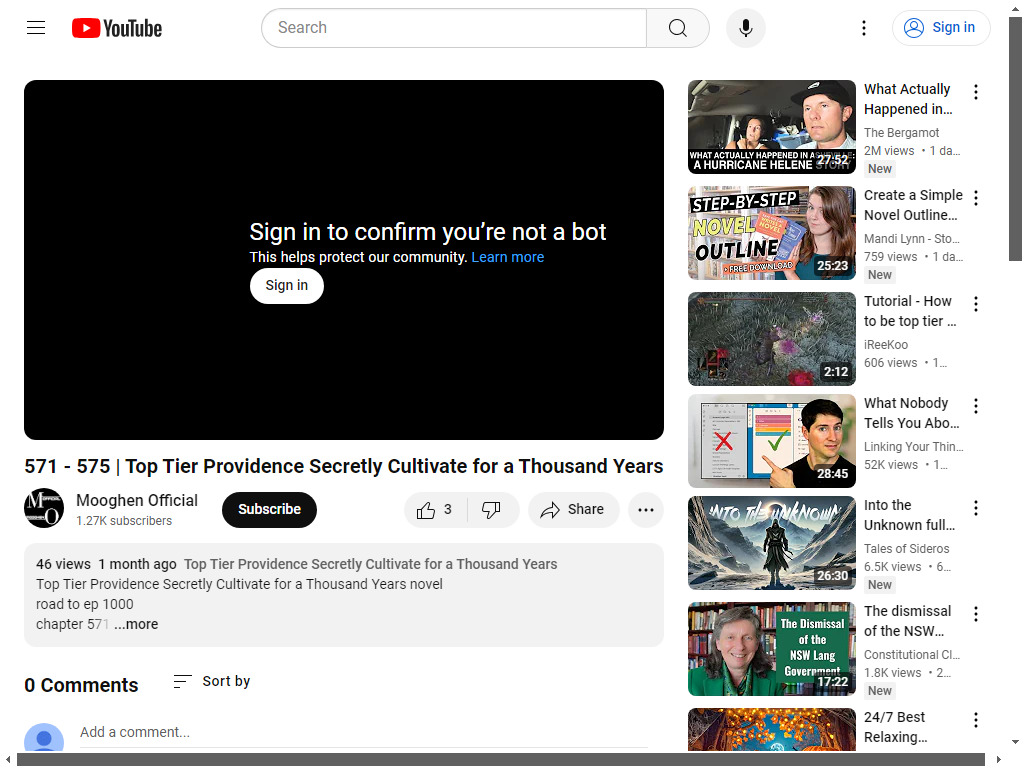 YouTube
Search
Sign in
Sign in to confirm you're not a bot
This helps protect our community. Learn more
Sign in
571 - 575 | Top Tier Providence Secretly Cultivate for a Thousand Years
Mooghen Official
1.27K subscribers
Subscribe
3
Share
46 views 1 month ago Top Tier Providence Secretly Cultivate for a Thousand Years
Top Tier Providence Secretly Cultivate for a Thousand Years novel
road to ep 1000
chapter 571 ...more
0 Comments
Sort by
Add a comment...
WHAT ACTUALLY HAPPENED IN
A HURRICANE HELENE STORY
27:52
What Actually
Happened in...
The Bergamot
2M views • 1 da...
New
STEP-BY-STEP
NOVEL
OUTLINE
+ FREE DOWNLOAD
25:23
Create a Simple
Novel Outline...
Mandi Lynn - Sto...
759 views • 1 da...
New
2:12
Tutorial - How
to be top tier ...
iReeKoo
606 views • 1...
28:45
What Nobody
Tells You Abo...
Linking Your Thin...
52K views • 1...
INTO THE UNKNOWN
26:30
Into the
Unknown full...
Tales of Sideros
6.5K views • 6...
New
The Dismissal
of the
NSW Lang
Government
17:22
The dismissal
of the NSW...
Constitutional Cl...
1.8K views • 2...
New
24/7 Best
Relaxing...